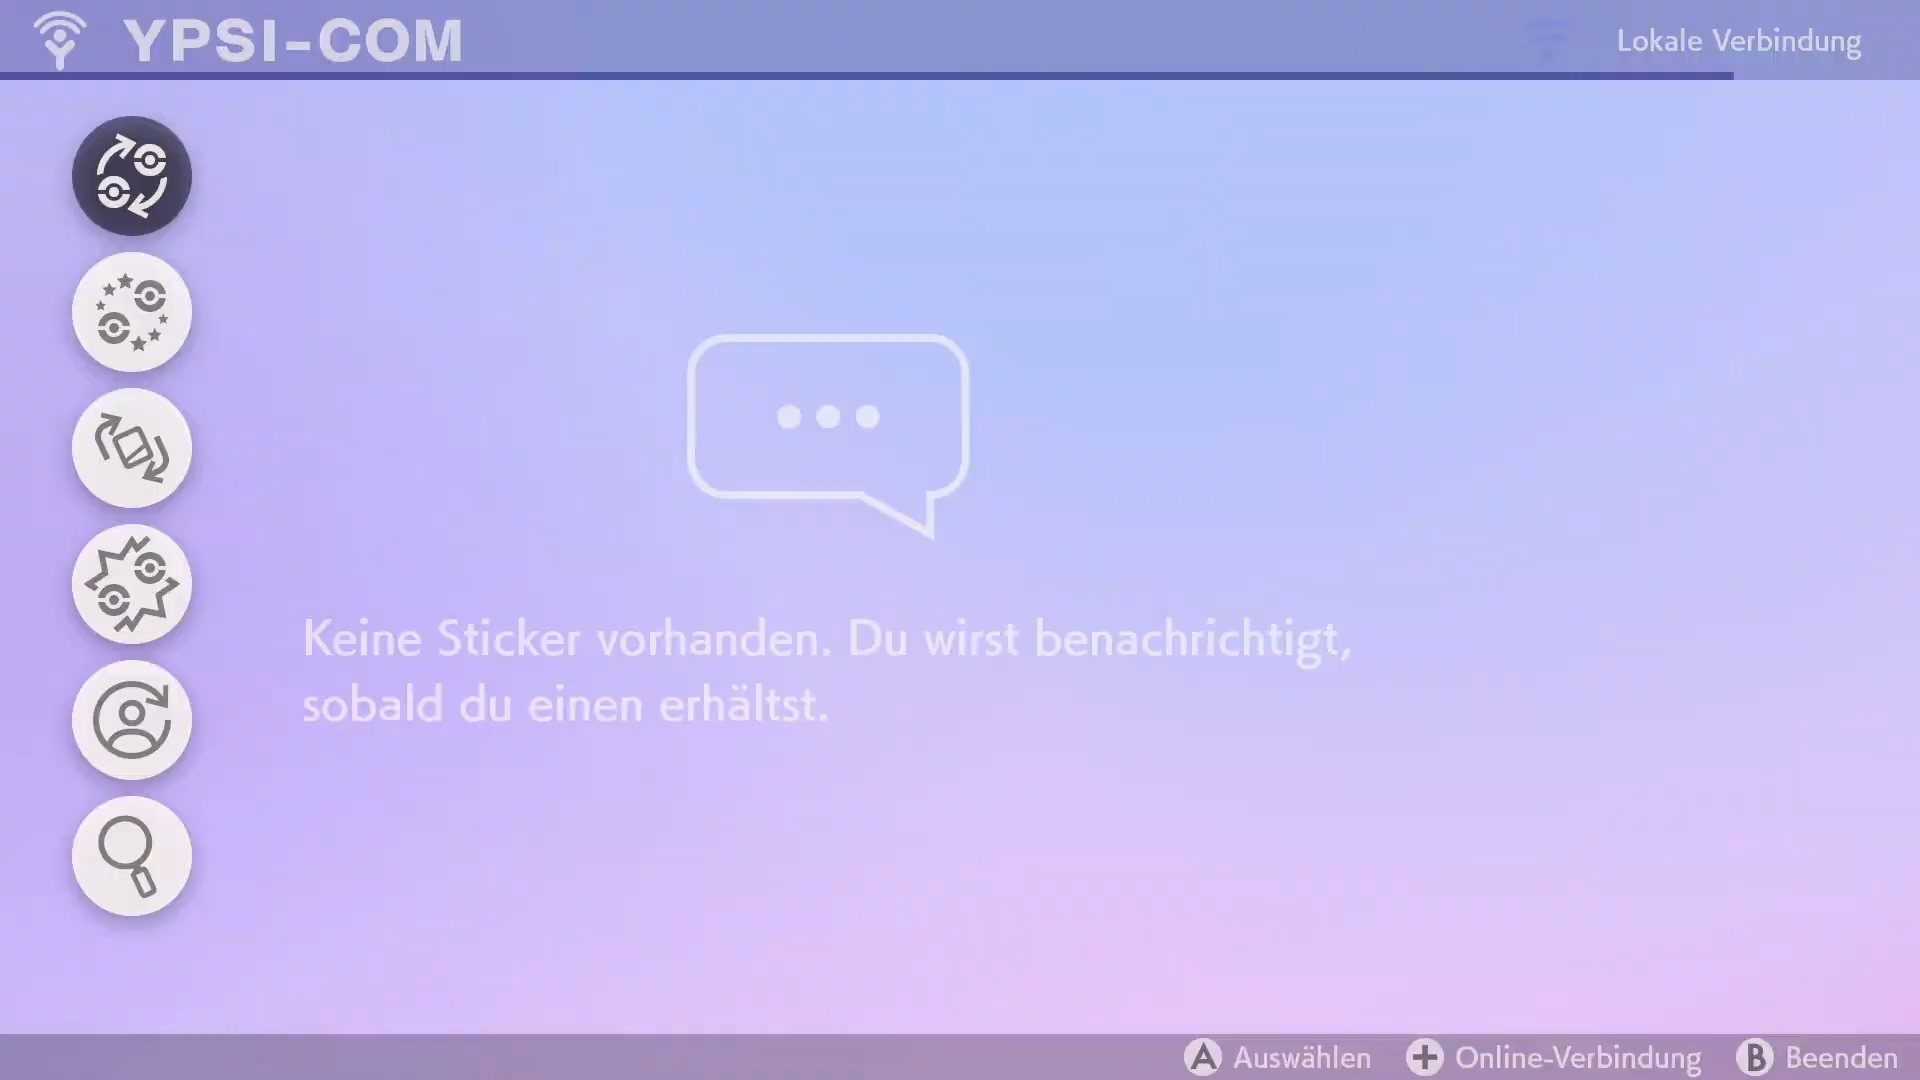 YPSI-COM
Lokale Verbindung
Keine Sticker vorhanden. Du wirst benachrichtigt,
sobald du einen erhältst.
A Auswählen + Online-Verbindung B Beenden